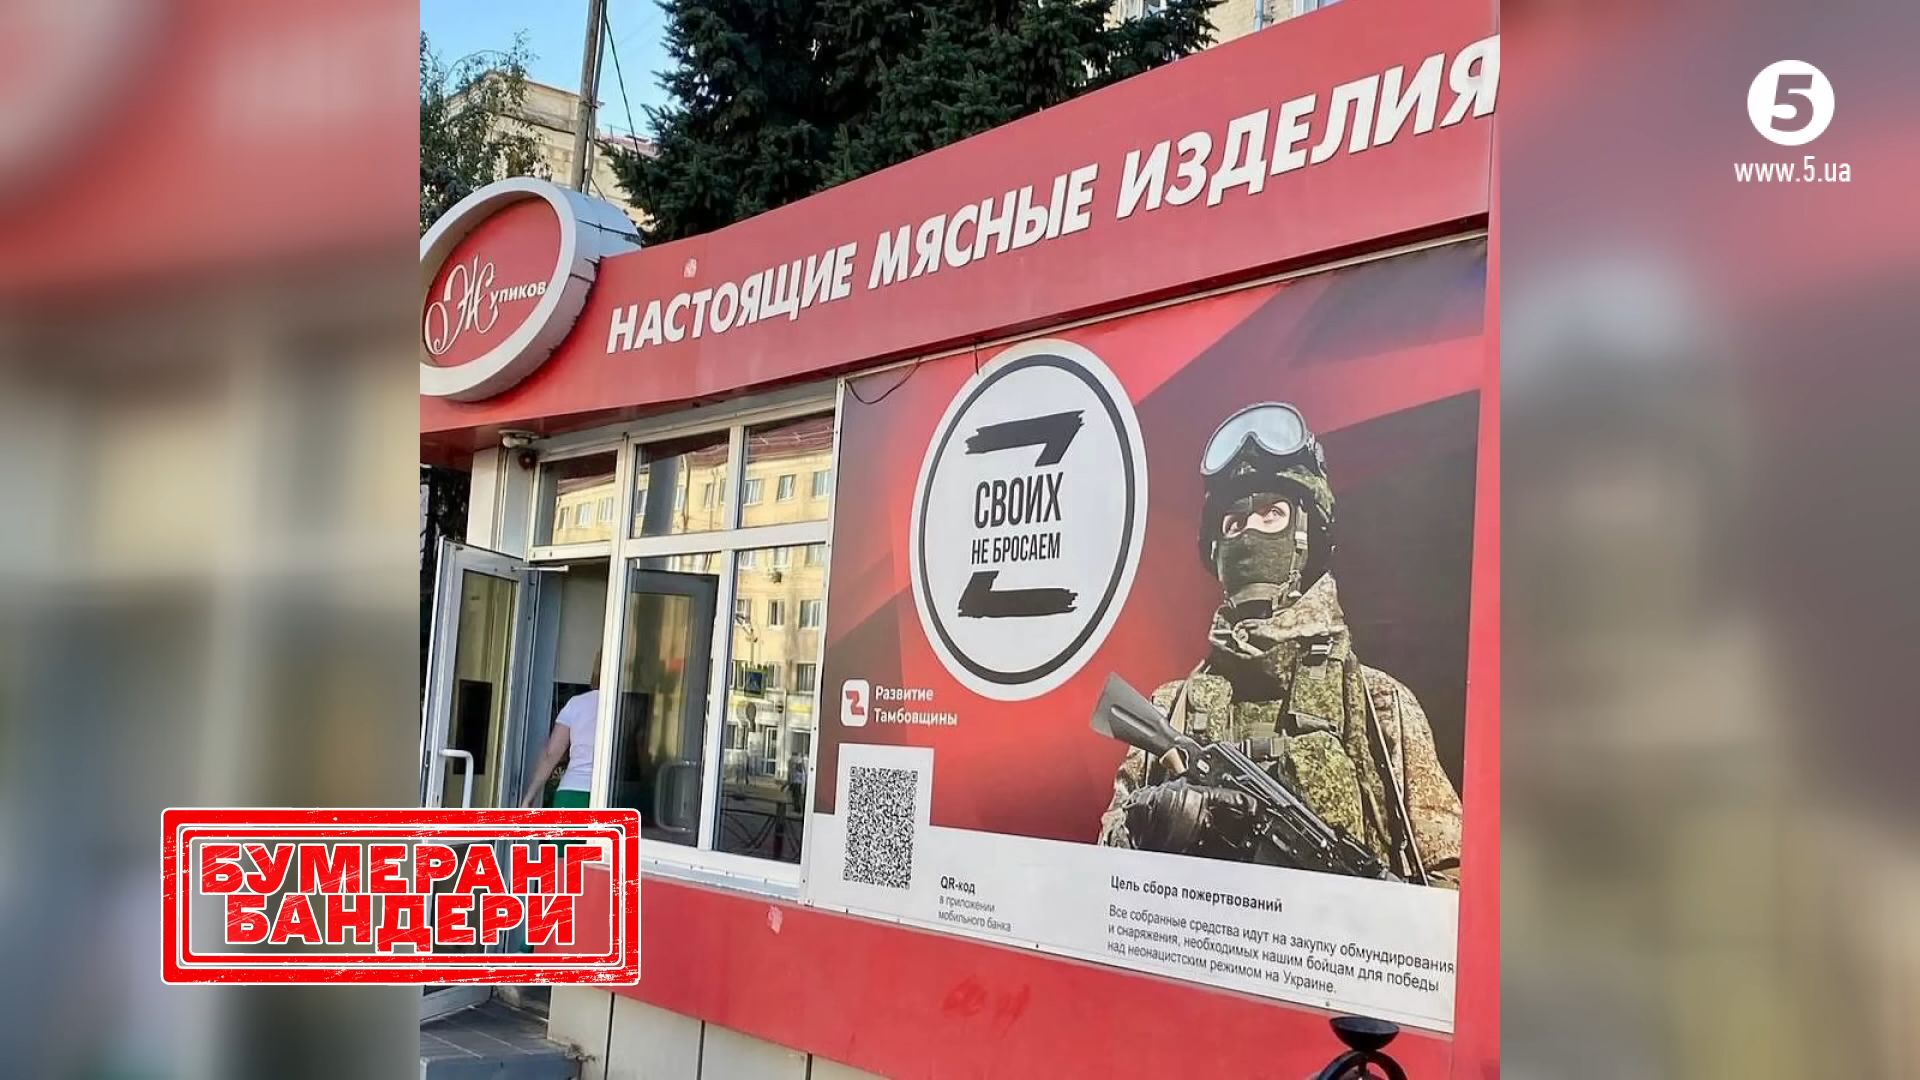 5
www.5.ua
Жупиков
НАСТОЯЩИЕ МЯСНЫЕ ИЗДЕЛИЯ
СВОИХ
НЕ БРОСАЕМ
Развитие
Тамбовщины
QR-код
в приложении
мобильного банка
Цель сбора пожертвований
Все собранные средства идут на закупку обмундирования
и снаряжения, необходимых нашим бойцам для победы
над неонацистским режимом на Украине.
БУМЕРАНГ
БАНДЕРИ